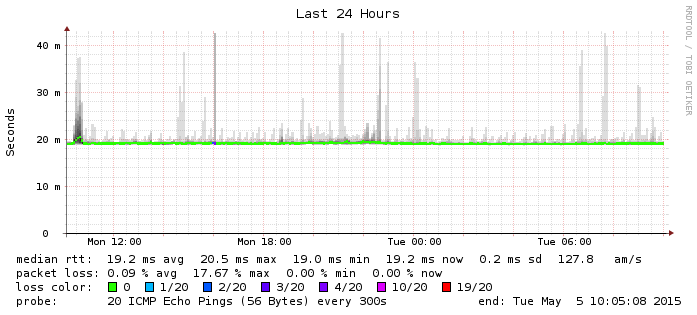 Last 24 Hours
RRDTOOL / TOBI OETIKER
Seconds
40 m
30 m
20 m
10 m
0
Mon 12:00 Mon 18:00 Tue 00:00 Tue 06:00
median rtt: 19.2 ms avg 20.5 ms max 19.0 ms min 19.2 ms now 0.2 ms sd 127.8 am/s
packet loss: 0.09 % avg 17.67 % max 0.00 % min 0.00 % now
loss color: 0 1/20 2/20 3/20 4/20 10/20 19/20
probe: 20 ICMP Echo Pings (56 Bytes) every 300s end: Tue May 5 10:05:08 2015